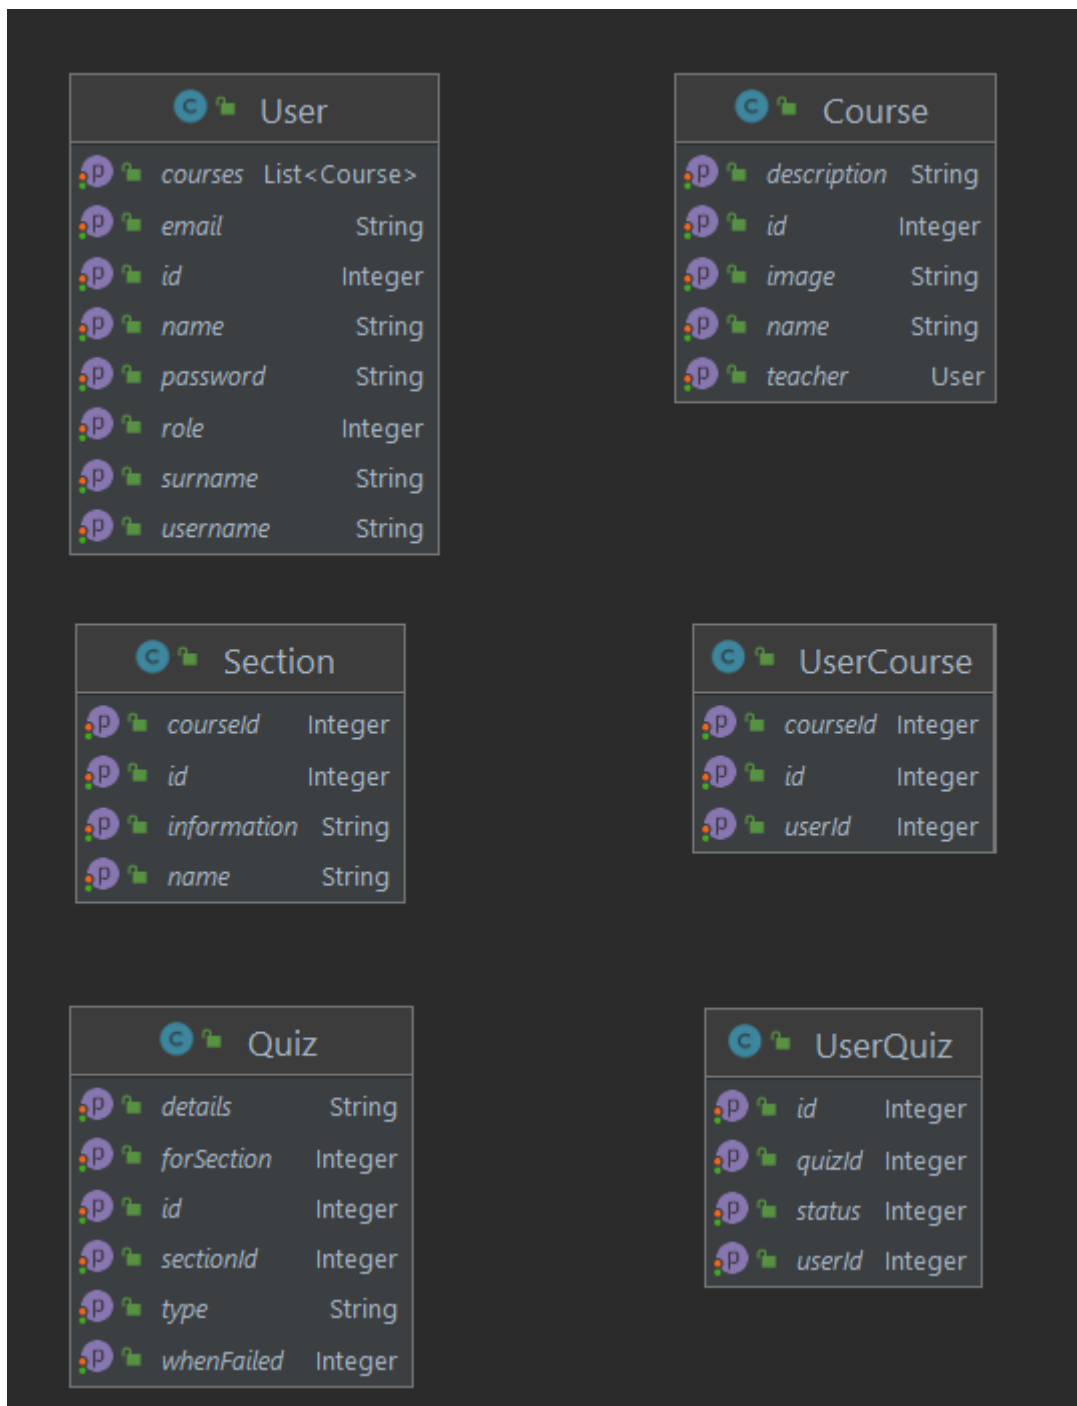 User
courses List<Course>
email String
id Integer
name String
password String
role Integer
surname String
username String
Course
description String
id Integer
image String
name String
teacher User
Section
courseId Integer
id Integer
information String
name String
UserCourse
courseId Integer
id Integer
userId Integer
Quiz
details String
forSection Integer
id Integer
sectionId Integer
type String
whenFailed Integer
UserQuiz
id Integer
quizId Integer
status Integer
userId Integer